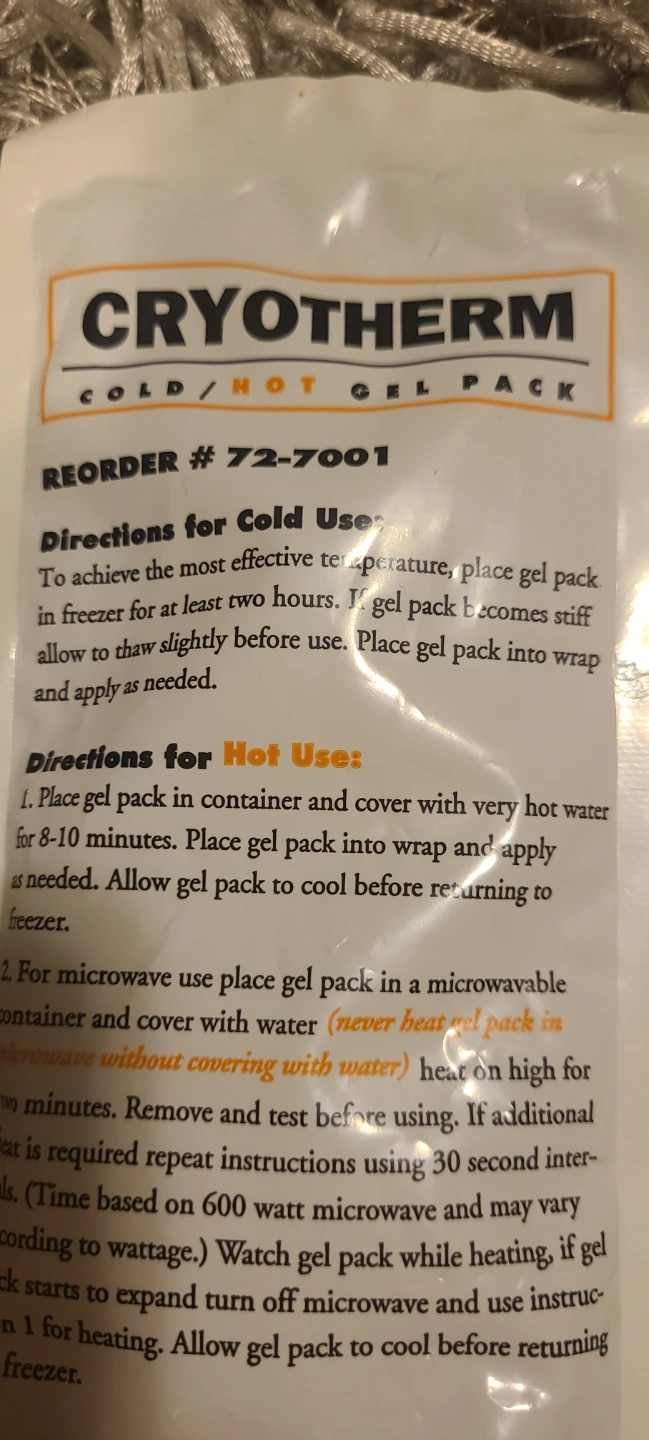 CRYOTHERM
COLD/HOT GEL PACK
REORDER # 72-7001
Directions for Cold Use:
To achieve the most effective temperature, place gel pack
in freezer for at least two hours. If gel pack becomes stiff
allow to thaw slightly before use. Place gel pack into wrap
and apply as needed.
Directions for Hot Use:
1. Place gel pack in container and cover with very hot water
for 8-10 minutes. Place gel pack into wrap and apply
as needed. Allow gel pack to cool before returning to
freezer.
2. For microwave use place gel pack in a microwavable
container and cover with water (never heat gel pack in
microwave without covering with water) heat on high for
two minutes. Remove and test before using. If additional
heat is required repeat instructions using 30 second inter-
ls. (Time based on 600 watt microwave and may vary
cording to wattage.) Watch gel pack while heating, if gel
ck starts to expand turn off microwave and use instruc-
n 1 for heating. Allow gel pack to cool before returning
freezer.